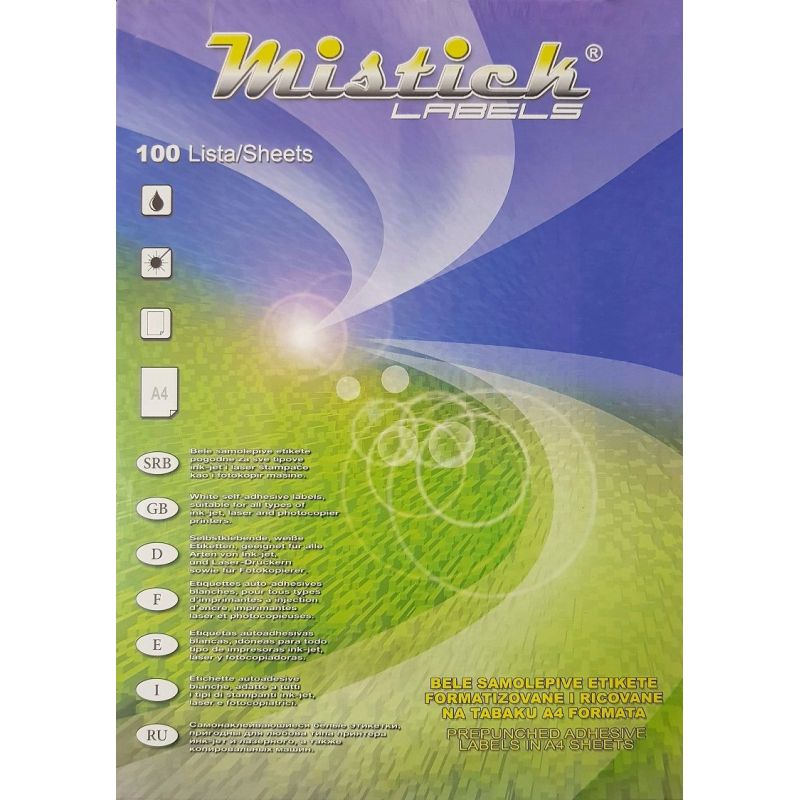 Mistick®
LABELS
100 Lista/Sheets
A4
SRB
Bele samolepive etikete
pogodne za sve tipove
ink-jet i laser štampače
kao i fotokopir mašine.
GB
White self-adhesive labels,
suitable for all types of
ink-jet, laser and photocopier
printers.
D
Selbstklebende, weiße
Etiketten, geeignet für alle
Arten von Ink-jet,
und Laser-Druckern
sowie für Fotokopierer.
F
Etiquettes auto-adhesives
blanches, pour tous types
d'imprimantes a injection
d'oncre, imprimantes
laser et photocopieuses.
E
Etiquetas autoadhesivas
blancas, idoneas para todo
tipo de impresoras ink-jet,
laser y fotocopiadoras.
I
Etichette autoadesive
bianche, adatte a tutti
i tipi di stampanti ink-jet,
laser e fotocopiatrici.
RU
Самонаклеивающиеся белые этикетки,
пригодны для любова типа принтера
инк-јет и лазерного, а также
копировальных машин.
BELE SAMOLEPIVE ETIKETE
FORMATIZOVANE I RICOVANE
NA TABAKU A4 FORMATA
PREPUNCHED ADHESIVE
LABELS IN A4 SHEETS